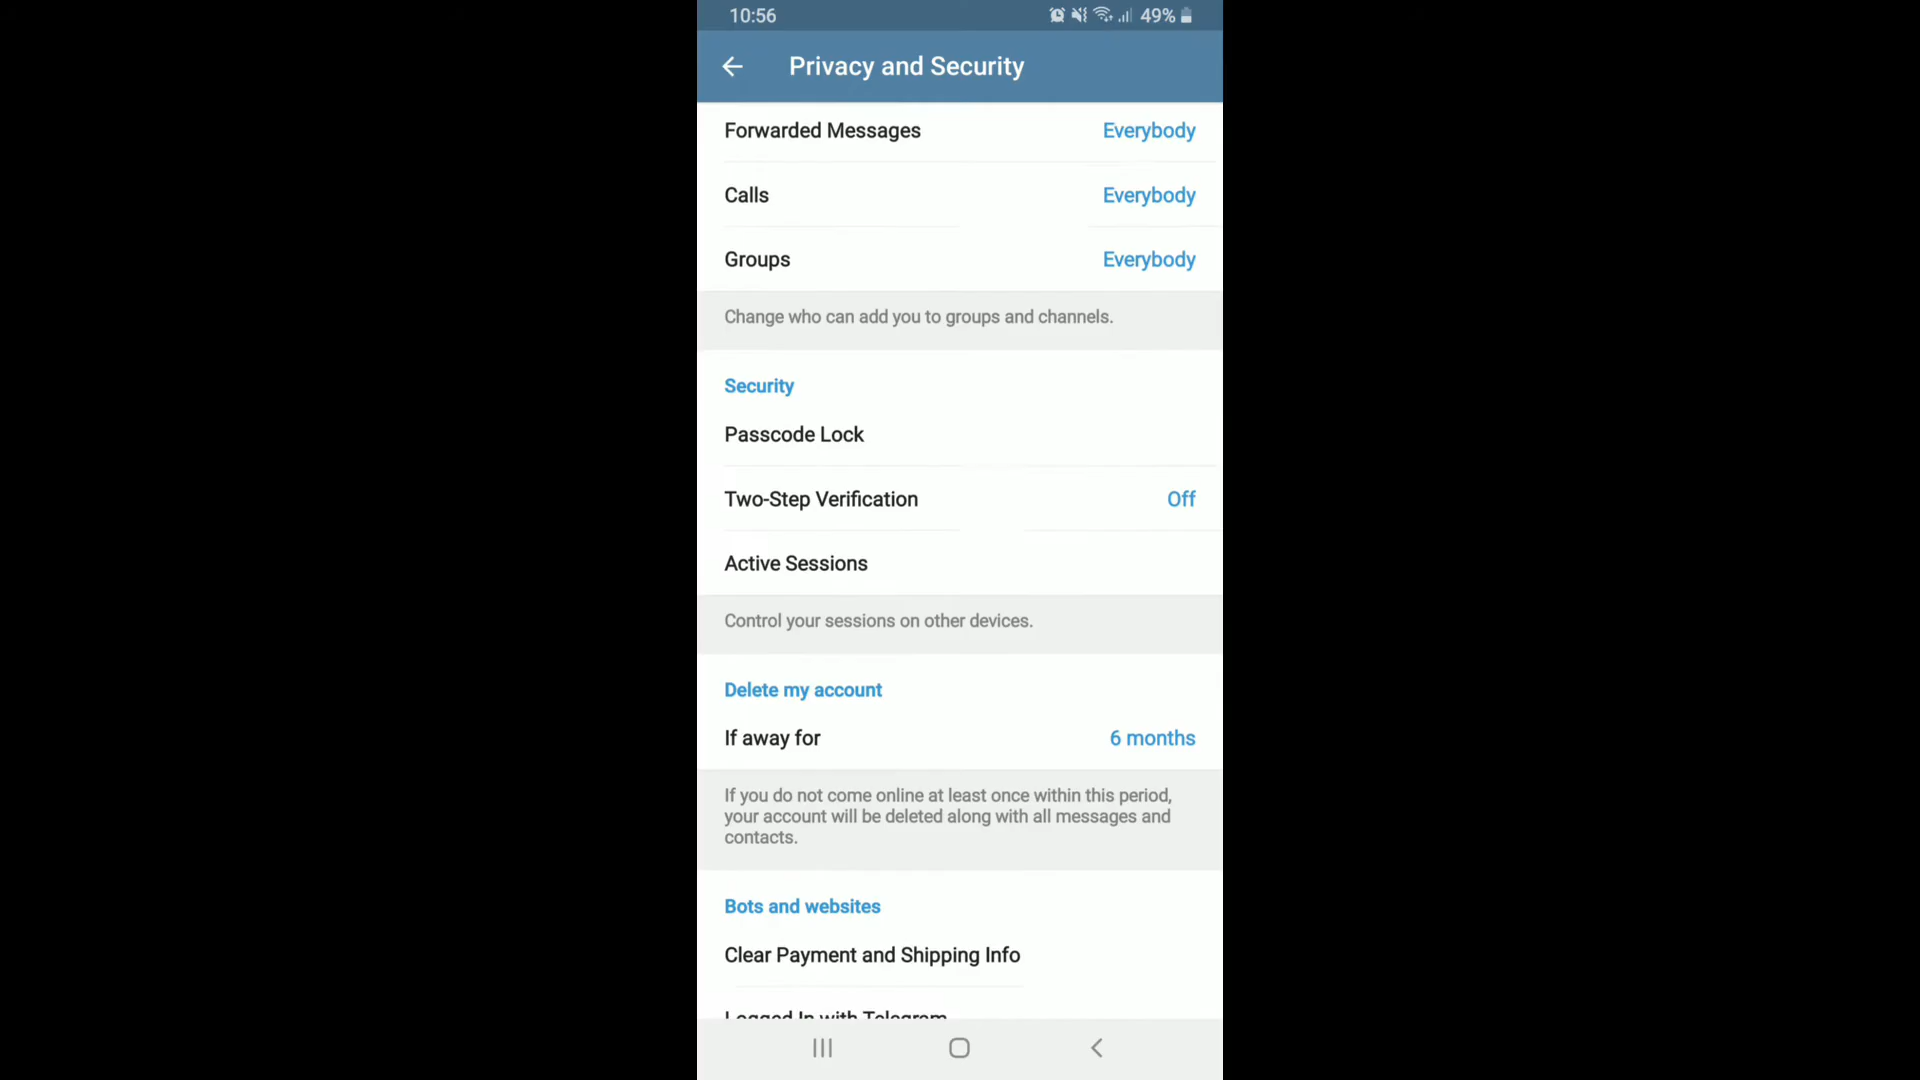 10:56
49%
Privacy and Security
Forwarded Messages Everybody
Calls Everybody
Groups Everybody
Change who can add you to groups and channels.
Security
Passcode Lock
Two-Step Verification Off
Active Sessions
Control your sessions on other devices.
Delete my account
If away for 6 months
If you do not come online at least once within this period,
your account will be deleted along with all messages and
contacts.
Bots and websites
Clear Payment and Shipping Info
Logged In with Telegram